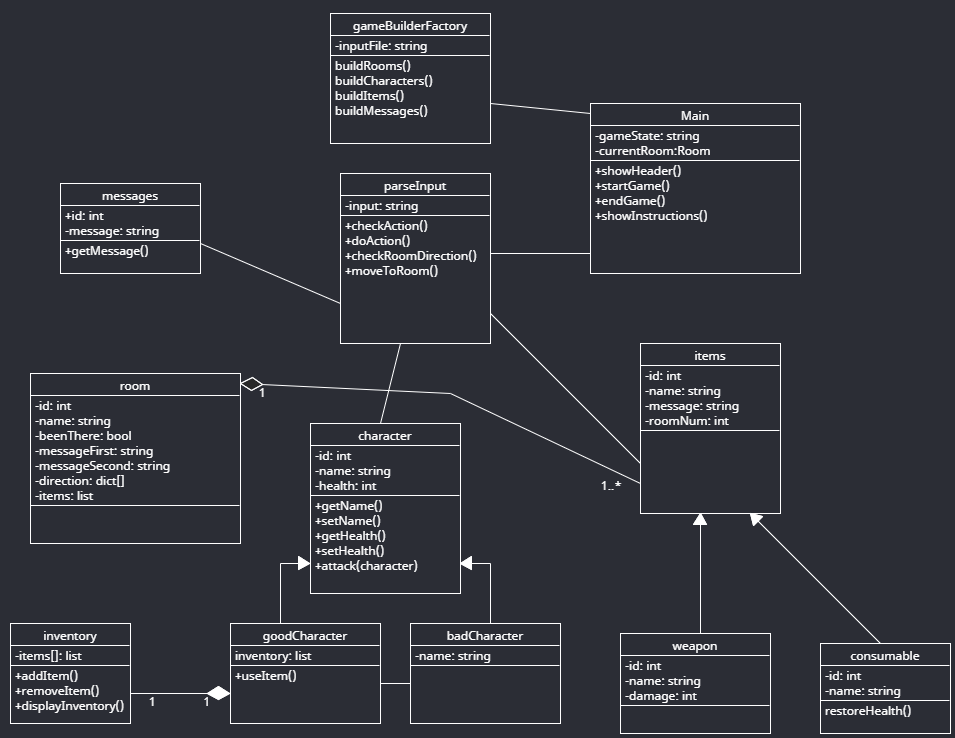 gameBuilderFactory
-inputFile: string
buildRooms()
buildCharacters()
buildItems()
buildMessages()
Main
-gameState: string
-currentRoom:Room
+showHeader()
+startGame()
+endGame()
+showInstructions()
messages
+id: int
-message: string
+getMessage()
parseInput
-input: string
+checkAction()
+doAction()
+checkRoomDirection()
+moveToRoom()
items
-id: int
-name: string
-message: string
-roomNum: int
room
-id: int
-name: string
-beenThere: bool
-messageFirst: string
-messageSecond: string
-direction: dict[]
-items: list
1
1..*
character
-id: int
-name: string
-health: int
+getName()
+setName()
+getHealth()
+setHealth()
+attack(character)
inventory
-items[]: list
+addItem()
+removeItem()
+displayInventory()
1
1
goodCharacter
inventory: list
+useItem()
badCharacter
-name: string
weapon
-id: int
-name: string
-damage: int
consumable
-id: int
-name: string
restoreHealth()